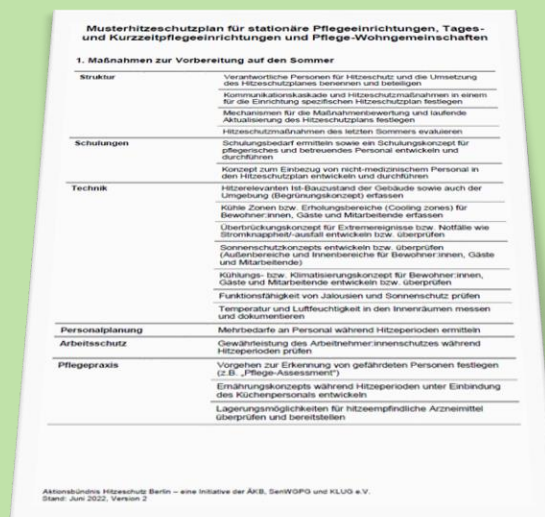 Musterhitzeschutzplan für stationäre Pflegeeinrichtungen, Tages-
und Kurzzeitpflegeeinrichtungen und Pflege-Wohngemeinschaften
1. Maßnahmen zur Vorbereitung auf den Sommer
Struktur
Verantwortliche Personen für Hitzeschutz und die Umsetzung
des Hitzeschutzplanes benennen und beteiligen
Kommunikationskaskade und Hitzeschutzmaßnahmen in einem
für die Einrichtung spezifischen Hitzeschutzplan festlegen
Mechanismen für die Maßnahmenbewertung und laufende
Aktualisierung des Hitzeschutzplans festlegen
Hitzeschutzmaßnahmen des letzten Sommers evaluieren
Schulungen
Schulungsbedarf ermitteln sowie ein Schulungskonzept für
pflegerisches und betreuendes Personal entwickeln und
durchführen
Konzept zum Einbezug von nicht-medizinischem Personal in
den Hitzeschutzplan entwickeln und durchführen
Technik
Hitzerelevanten Ist-Bauzustand der Gebäude sowie auch der
Umgebung (Begrünungskonzept) erfassen
Kühle Zonen bzw. Erholungsbereiche (Cooling zones) für
Bewohner:innen, Gäste und Mitarbeitende erfassen
Überbrückungskonzept für Extremereignisse bzw. Notfälle wie
Stromknappheit/-ausfall entwickeln bzw. überprüfen
Sonnenschutzkonzepts entwickeln bzw. überprüfen
(Außenbereiche und Innenbereiche für Bewohner:innen, Gäste
und Mitarbeitende)
Kühlungs- bzw. Klimatisierungskonzept für Bewohner:innen,
Gäste und Mitarbeitende entwickeln bzw. überprüfen
Funktionsfähigkeit von Jalousien und Sonnenschutz prüfen
Temperatur und Luftfeuchtigkeit in den Innenräumen messen
und dokumentieren
Personalplanung
Mehrbedarfe an Personal während Hitzeperioden ermitteln
Arbeitsschutz
Gewährleistung des Arbeitnehmer:innenschutzes während
Hitzeperioden prüfen
Pflegepraxis
Vorgehen zur Erkennung von gefährdeten Personen festlegen
(z.B. „Pflege-Assessment")
Ernährungskonzepts während Hitzeperioden unter Einbindung
des Küchenpersonals entwickeln
Lagerungsmöglichkeiten für hitzeempfindliche Arzneimittel
überprüfen und bereitstellen
Aktionsbündnis Hitzeschutz Berlin – eine Initiative der ÄKB, SenWGPG und KLUG e.V.
Stand: Juni 2022, Version 2